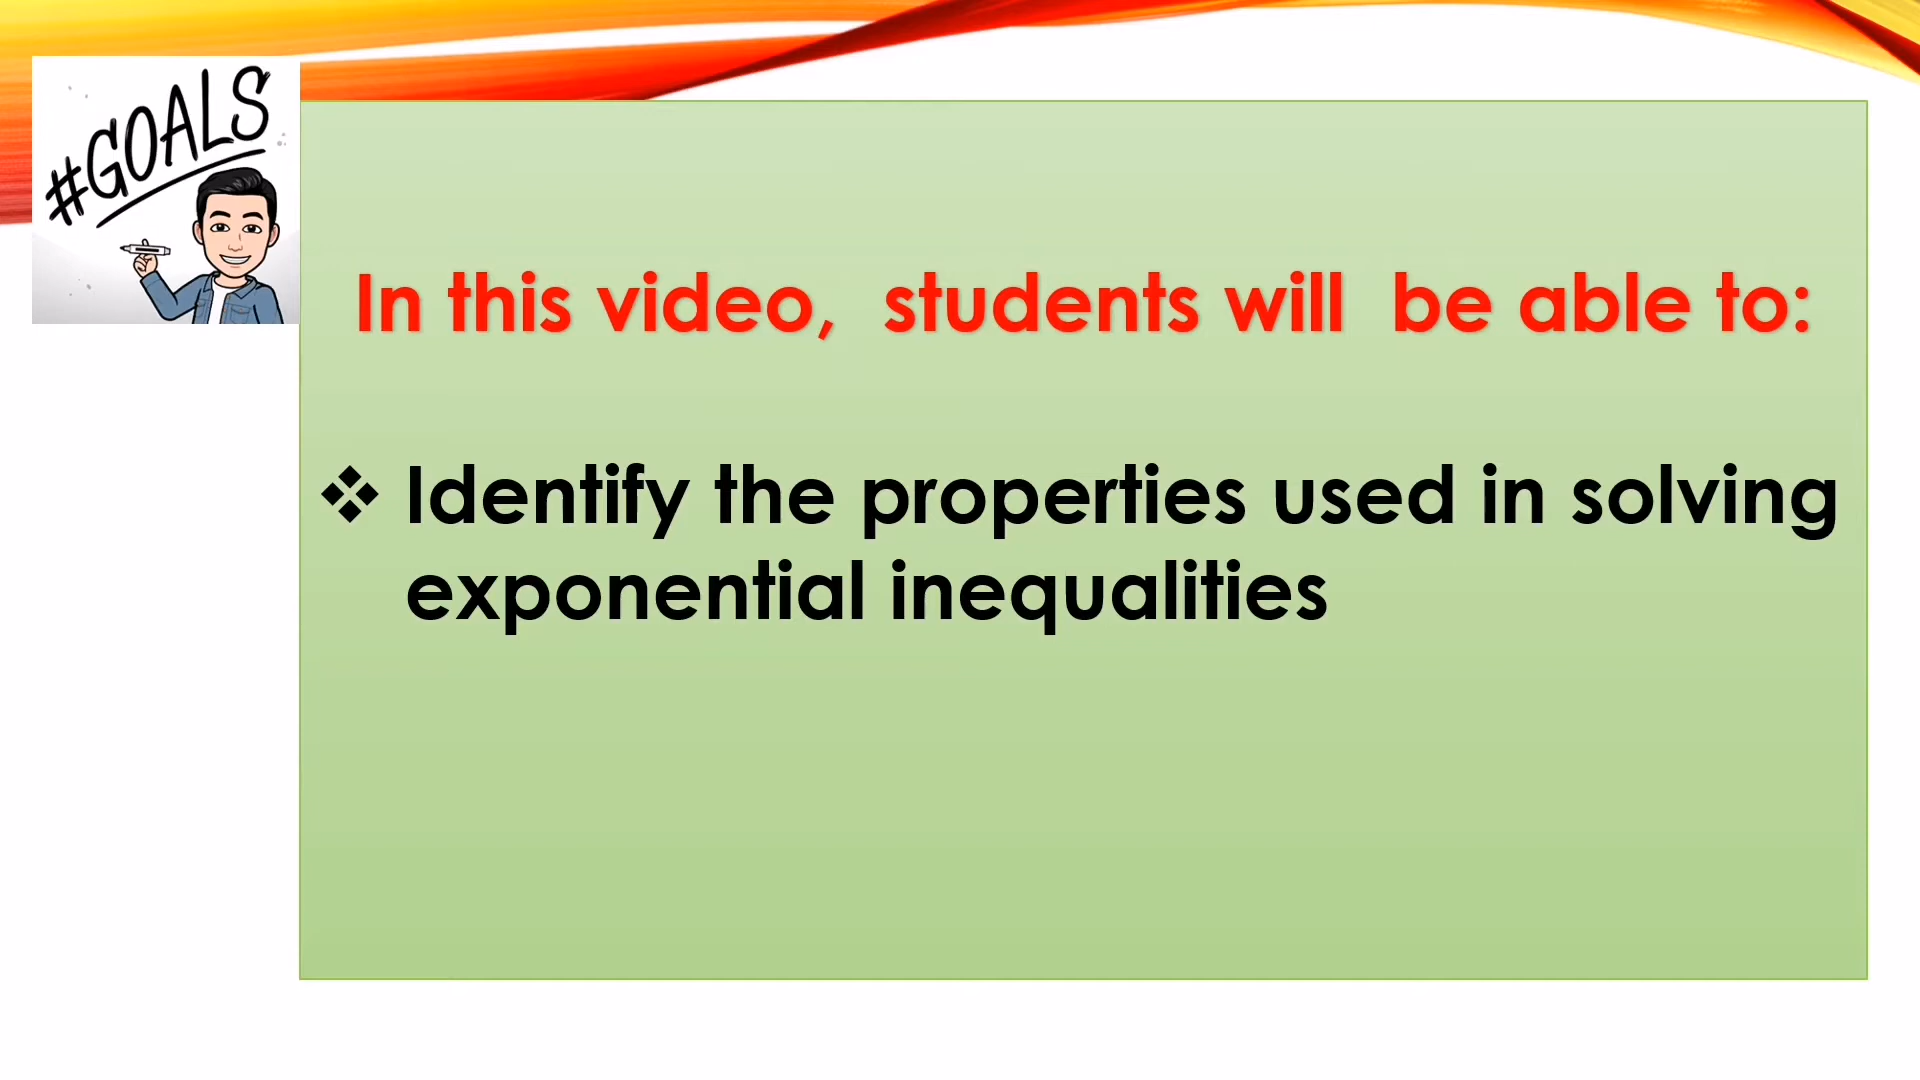 #GOALS
In this video, students will be able to:
❖ Identify the properties used in solving
exponential inequalities